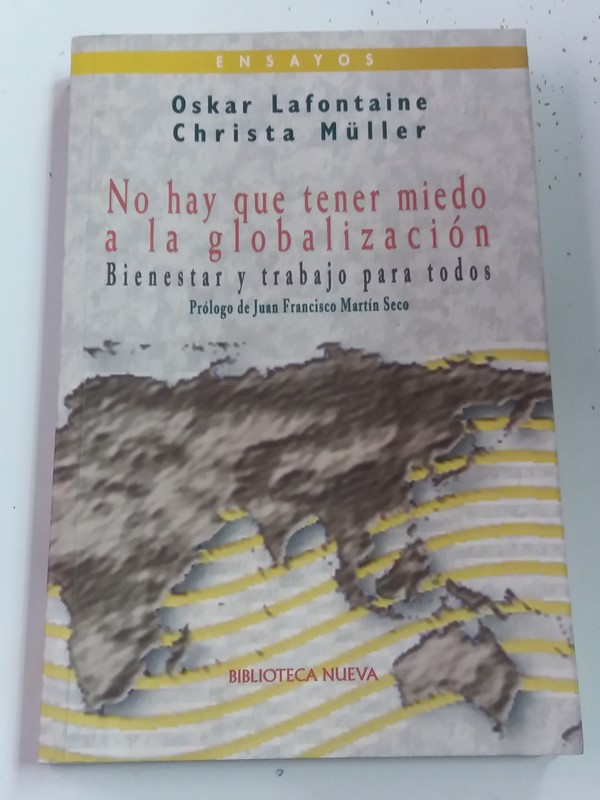 ENSAYOS
Oskar Lafontaine
Christa Müller
No hay que tener miedo
a la globalización
Bienestar y trabajo para todos
Prólogo de Juan Francisco Martín Seco
BIBLIOTECA NUEVA